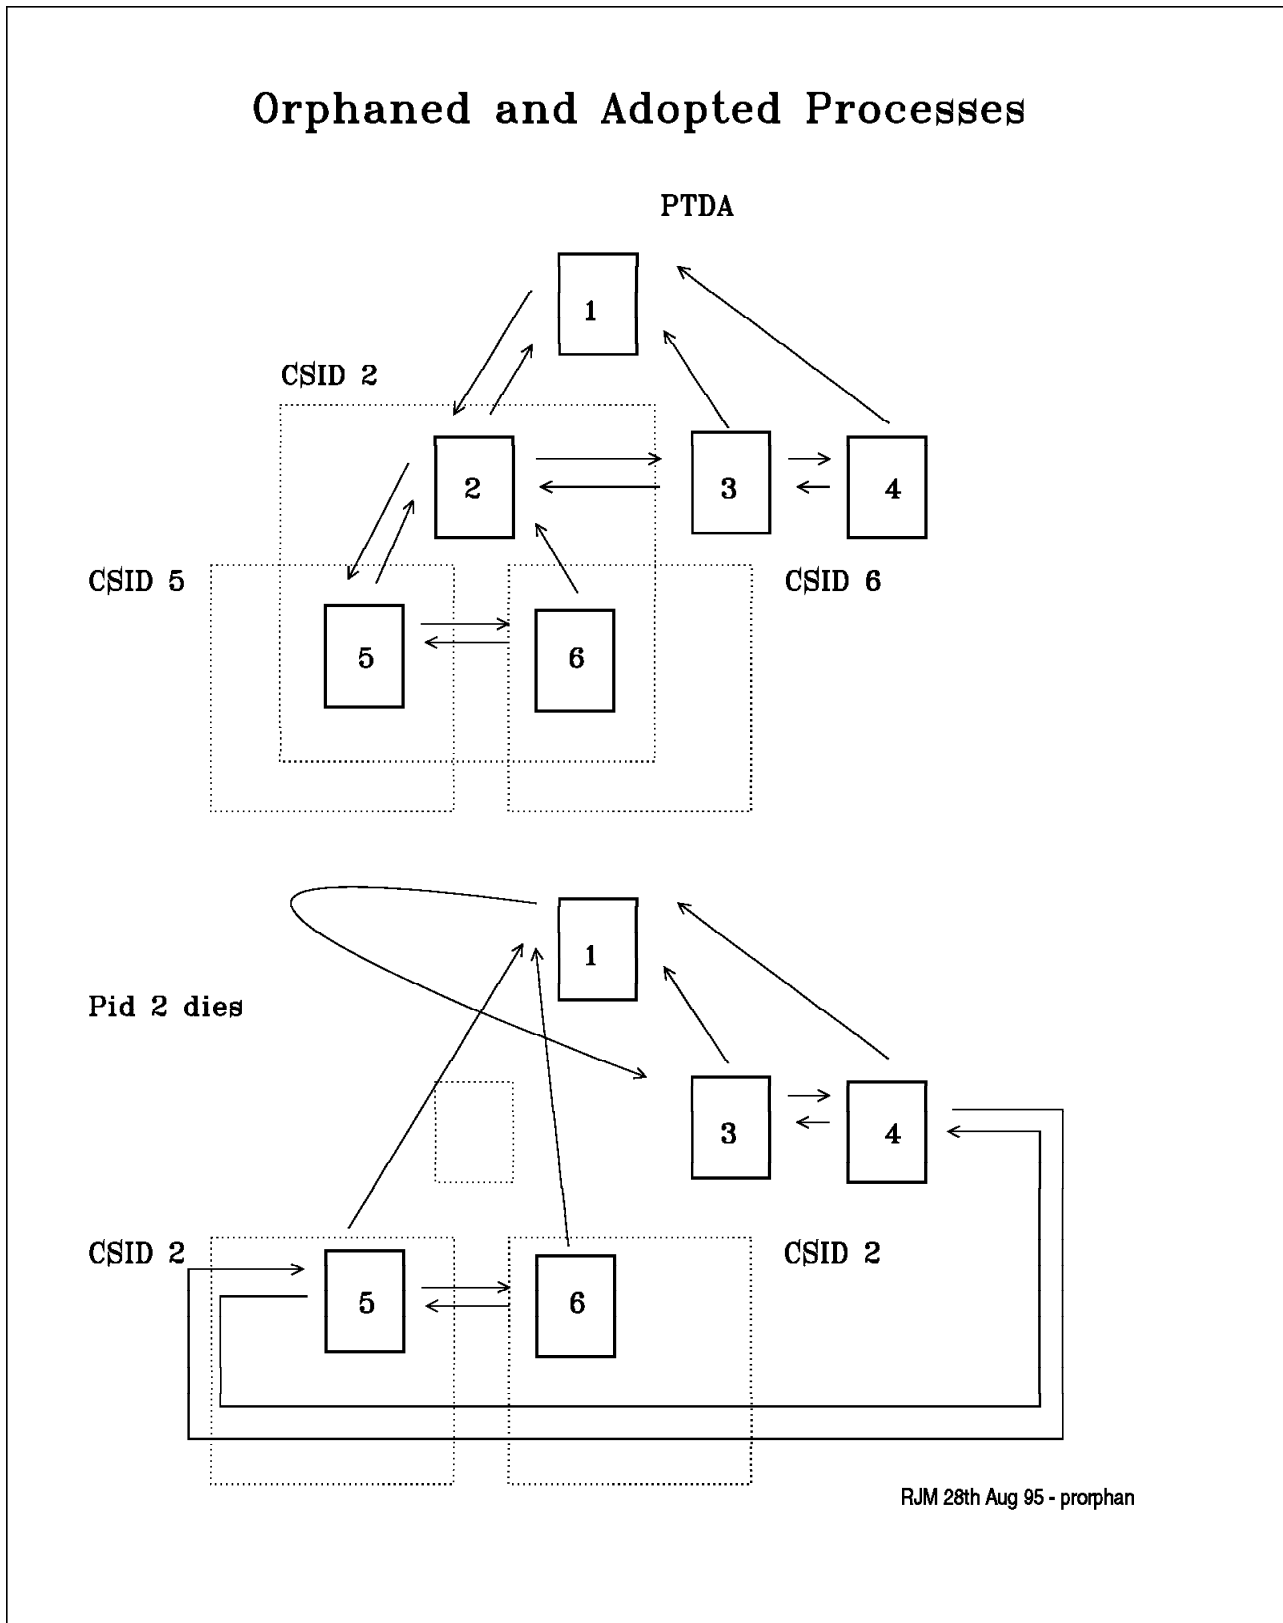 Orphaned and Adopted Processes
PTDA
1
CSID 2
2
3
4
CSID 5
CSID 6
5
6
1
Pid 2 dies
3
4
CSID 2
CSID 2
5
6
RJM 28th Aug 95 - prorphan